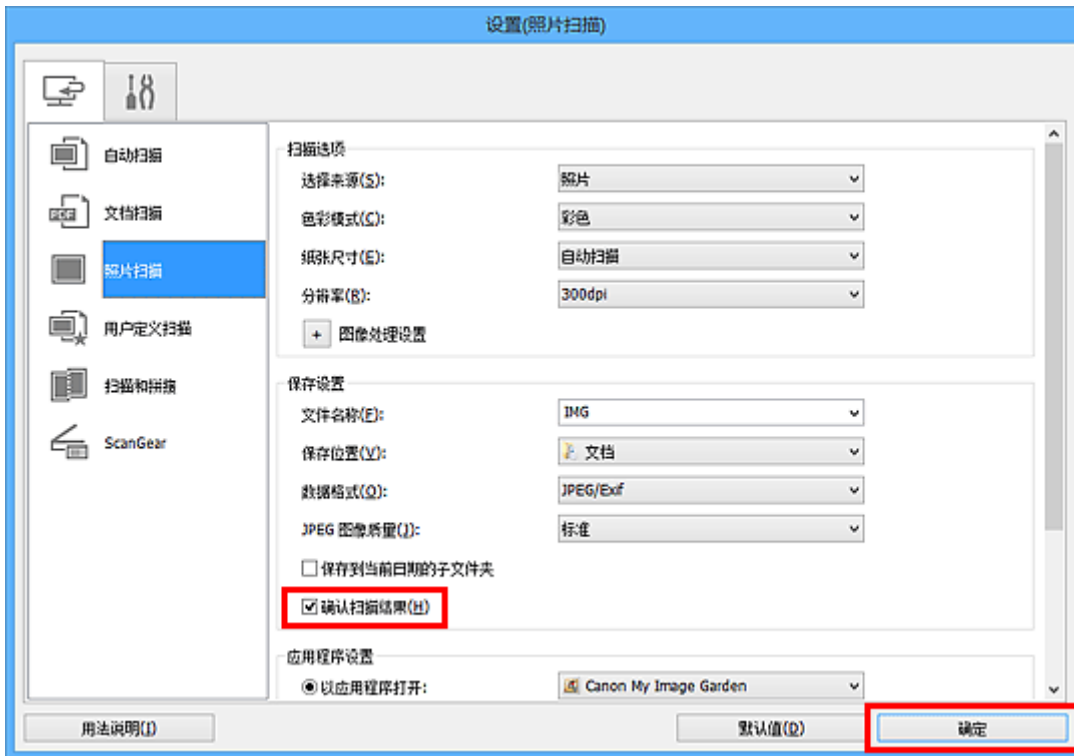 设置(照片扫描)
自动扫描
文档扫描
PDF
照片扫描
用户定义扫描
扫描和拼接
ScanGear
扫描选项
选择来源(S): 照片
色彩模式(C): 彩色
纸张尺寸(E): 自动扫描
分辨率(R): 300dpi
+ 图像处理设置
保存设置
文件名称(F): IMG
保存位置(V): 文档
数据格式(O): JPEG/Exif
JPEG 图像质量(J): 标准
保存到当前日期的子文件夹
确认扫描结果(H)
应用程序设置
以应用程序打开: Canon My Image Garden
用法说明(I) 默认值(D) 确定